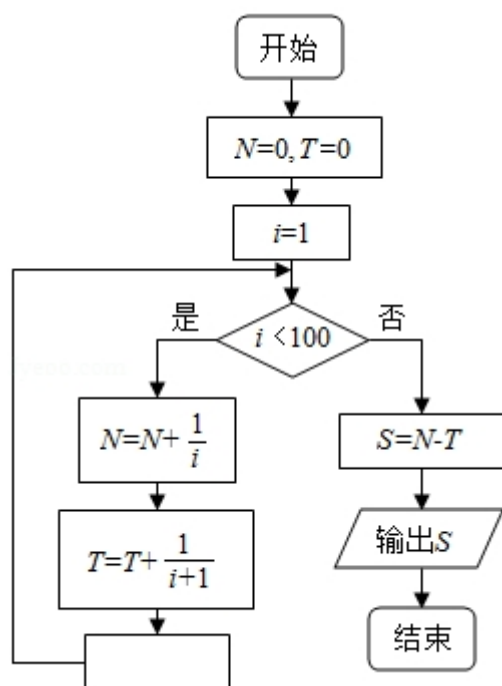 开始
N=0, T=0
i=1
是
i<100
否
N=N+1/i
S=N-T
T=T+1/(i+1)
输出S
结束